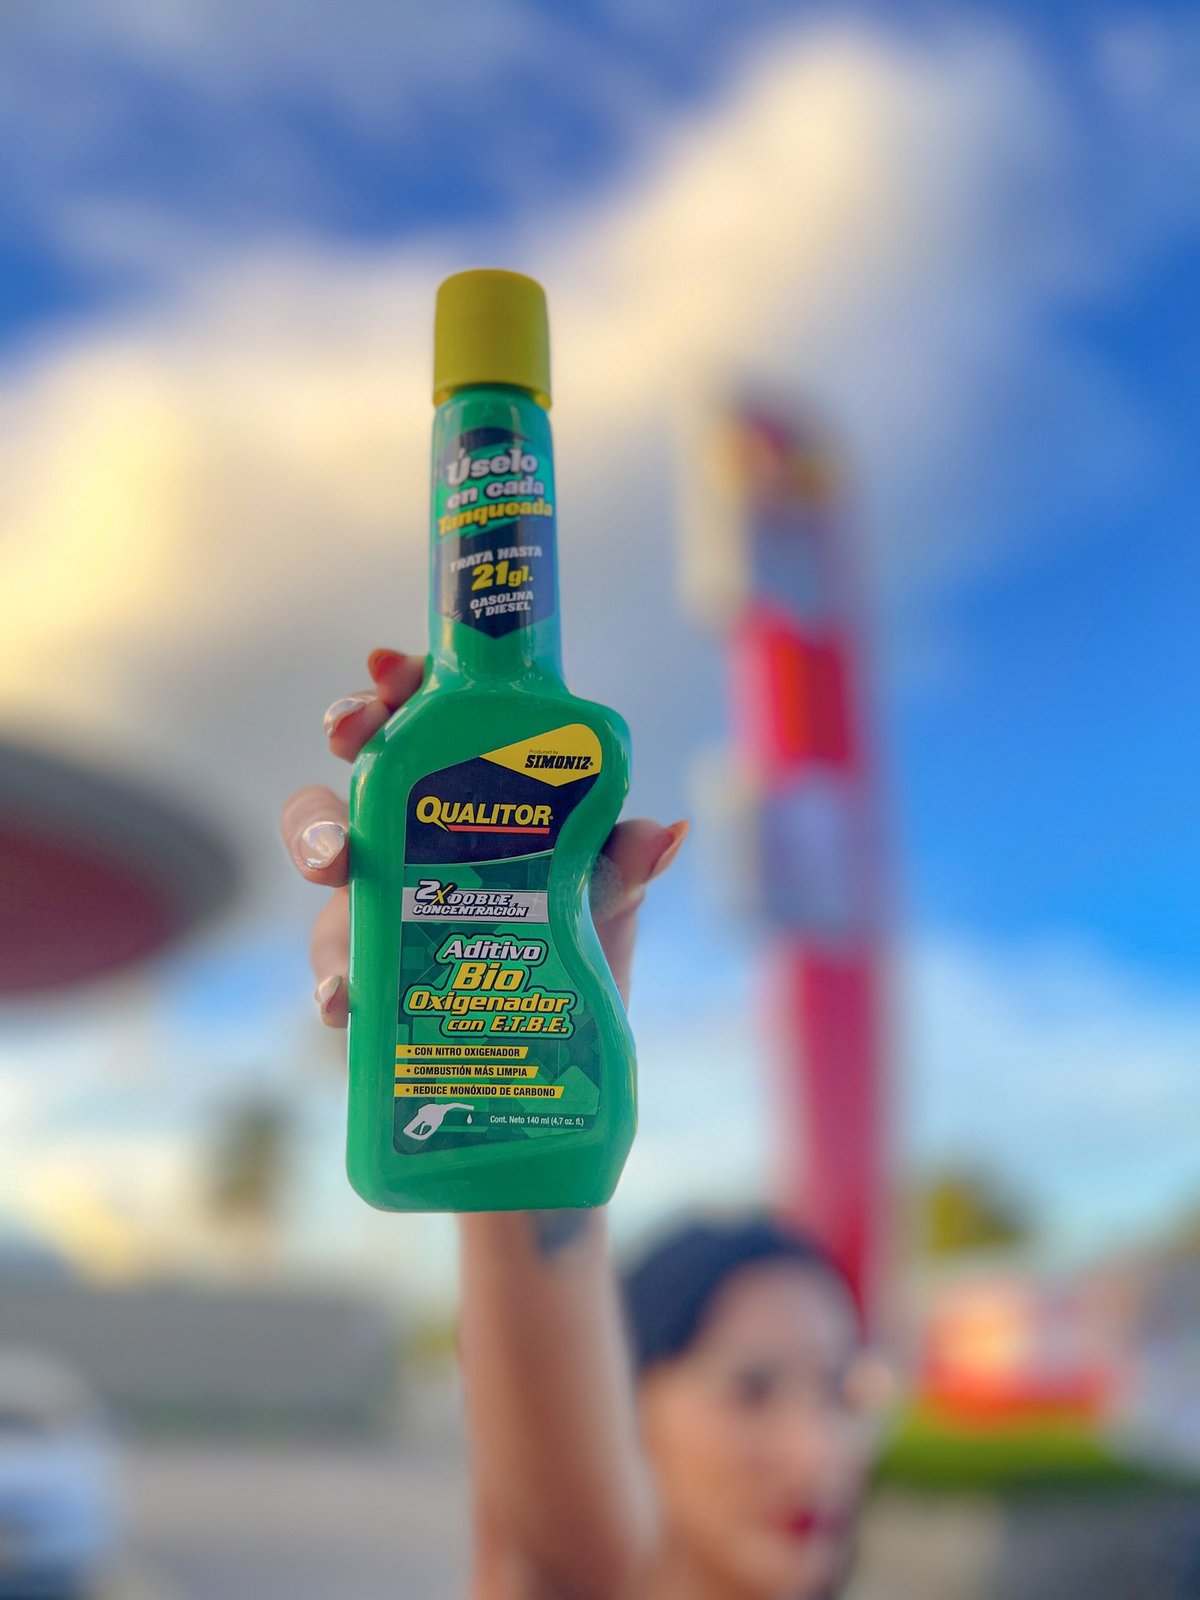 Úselo
en cada
Tanqueada
TRATA HASTA
21gl.
GASOLINA
Y DIESEL
Produced by
SIMONIZ
QUALITOR
2X DOBLE
CONCENTRACIÓN
Aditivo
Bio
Oxigenador
con E.T.B.E.
• CON NITRO OXIGENADOR
• COMBUSTIÓN MÁS LIMPIA
• REDUCE MONÓXIDO DE CARBONO
Cont. Neto 140 ml (4,7 oz. fl.)